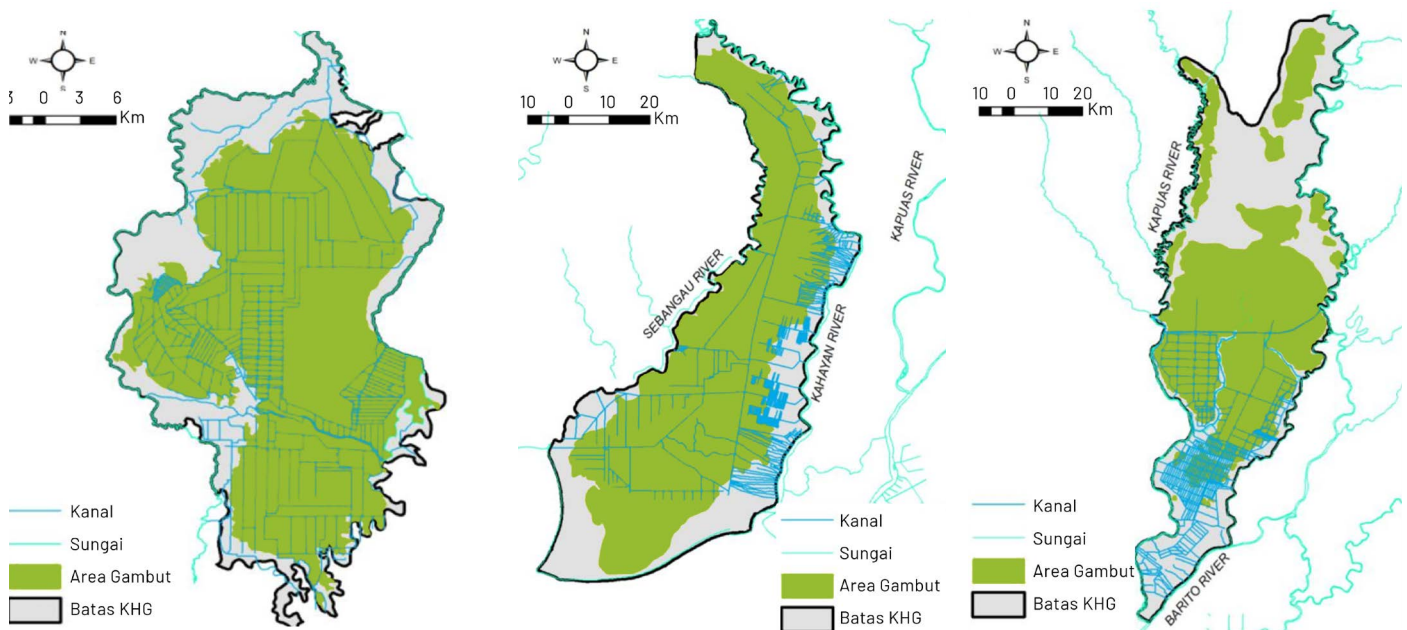 N
W E
S
3 0 3 6
Km
Kanal
Sungai
Area Gambut
Batas KHG
N
W E
S
10 0 10 20
Km
SEBANGAU RIVER
KAHAYAN RIVER
KAPUAS RIVER
Kanal
Sungai
Area Gambut
Batas KHG
N
W E
S
10 0 10 20
Km
KAPUAS RIVER
BARITO RIVER
Kanal
Sungai
Area Gambut
Batas KHG